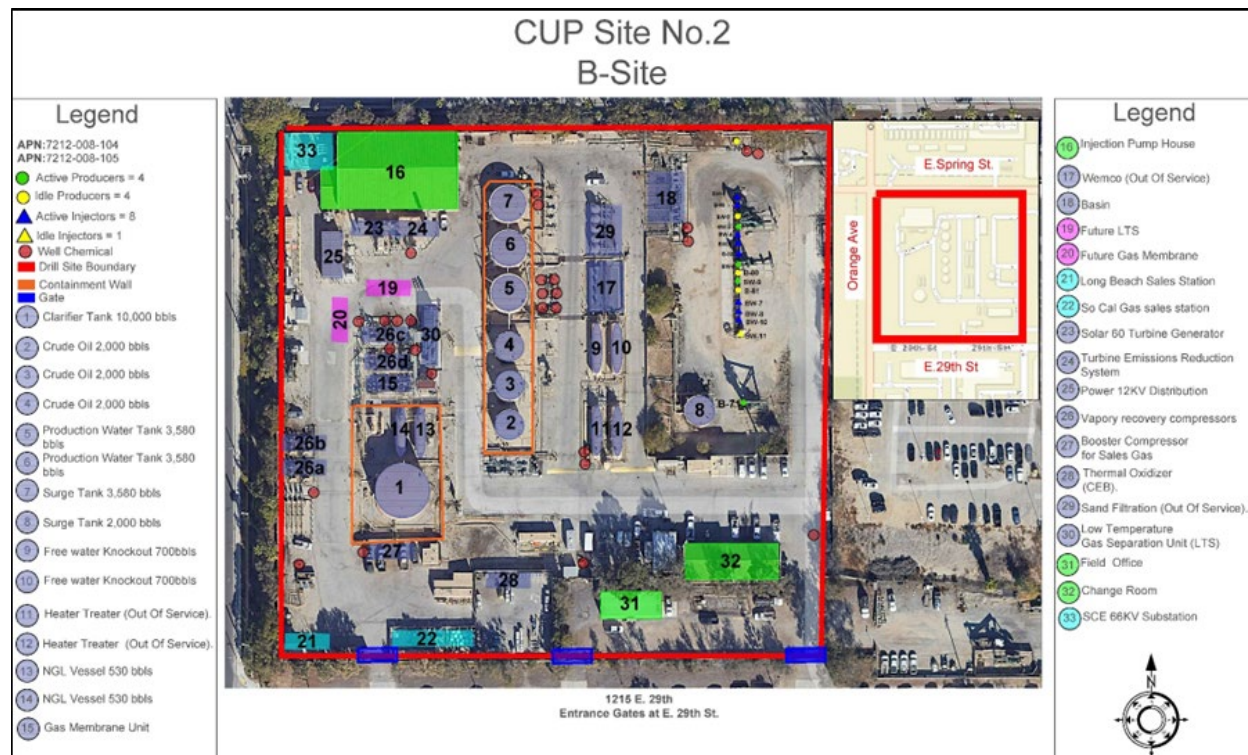 CUP Site No.2
B-Site
Legend
APN:7212-008-104
APN:7212-008-105
Active Producers = 4
Idle Producers = 4
Active Injectors = 8
Idle Injectors = 1
Well Chemical
Drill Site Boundary
Containment Wall
Gate
1 Clarifier Tank 10,000 bbls
2 Crude Oil 2,000 bbls
3 Crude Oil 2,000 bbls
4 Crude Oil 2,000 bbls
5 Production Water Tank 3,580
bbls
6 Production Water Tank 3,580
bbls
7 Surge Tank 3,580 bbls
8 Surge Tank 2,000 bbls
9 Free water Knockout 700bbls
10 Free water Knockout 700bbls
11 Heater Treater (Out Of Service).
12 Heater Treater (Out Of Service).
13 NGL Vessel 530 bbls
14 NGL Vessel 530 bbls
15 Gas Membrane Unit
33
16
7
18
23 24
6
29
25
5
17
19
20
26c
30
B-80
BW-6
B-81
BW-7
BW-8
BW-10
BW-11
26d
4
9 10
15
3
8
B-7
14 13
2
11 12
26b
26a
1
27
28
32
31
21
22
E.Spring St.
Orange Ave
E.29th St
1215 E. 29th
Entrance Gates at E. 29th St.
Legend
16 Injection Pump House
17 Wemco (Out Of Service)
18 Basin
19 Future LTS
20 Future Gas Membrane
21 Long Beach Sales Station
22 So Cal Gas sales station
23 Solar 60 Turbine Generator
24 Turbine Emissions Reduction
System
25 Power 12KV Distribution
26 Vapory recovery compressors
27 Booster Compressor
for Sales Gas
28 Thermal Oxidizer
(CEB).
29 Sand Filtration (Out Of Service).
30 Low Temperature
Gas Separation Unit (LTS)
31 Field Office
32 Change Room
33 SCE 66KV Substation
N